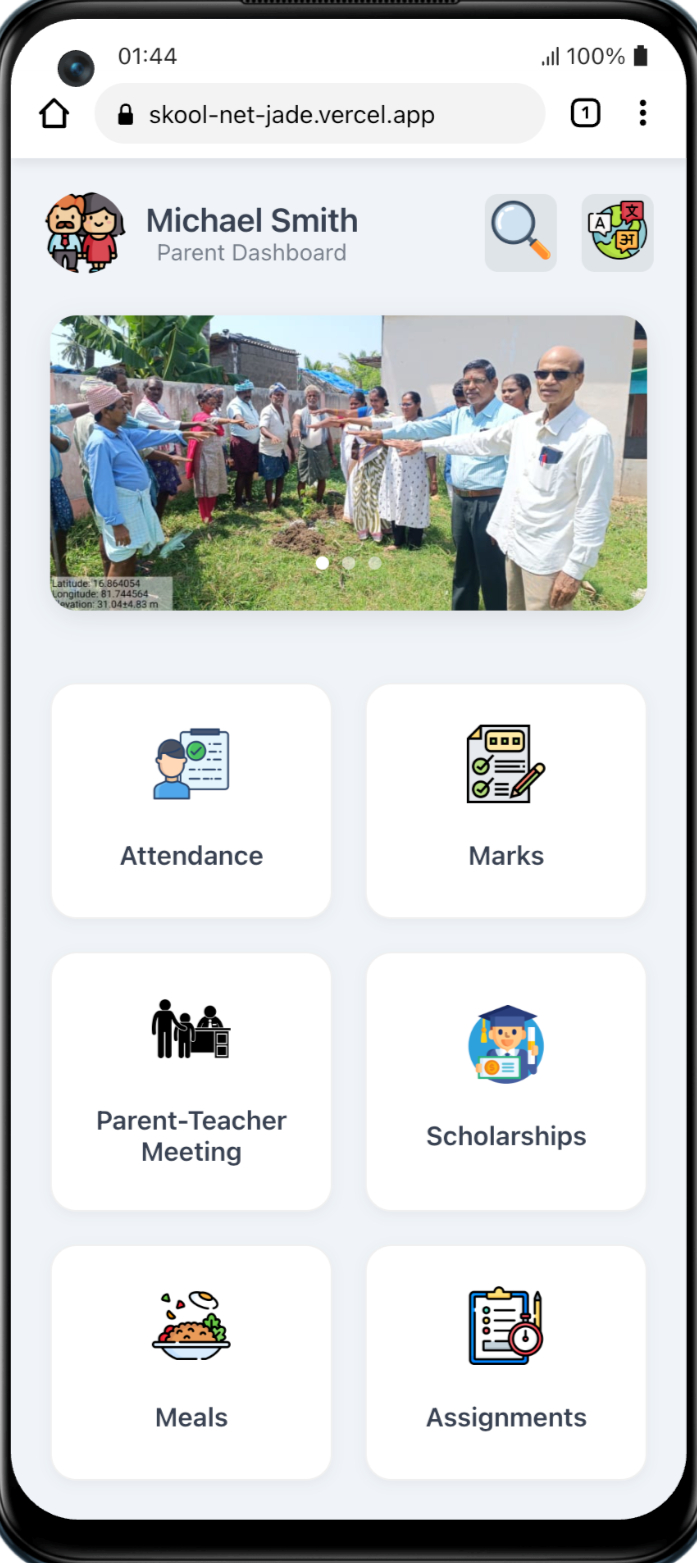 01:44
100%
skool-net-jade.vercel.app
1
Michael Smith
Parent Dashboard
A 文
अ
Latitude: 16.864054
Longitude: 81.744564
Elevation: 31.04±4.83 m
Attendance
Marks
Parent-Teacher
Meeting
Scholarships
Meals
Assignments